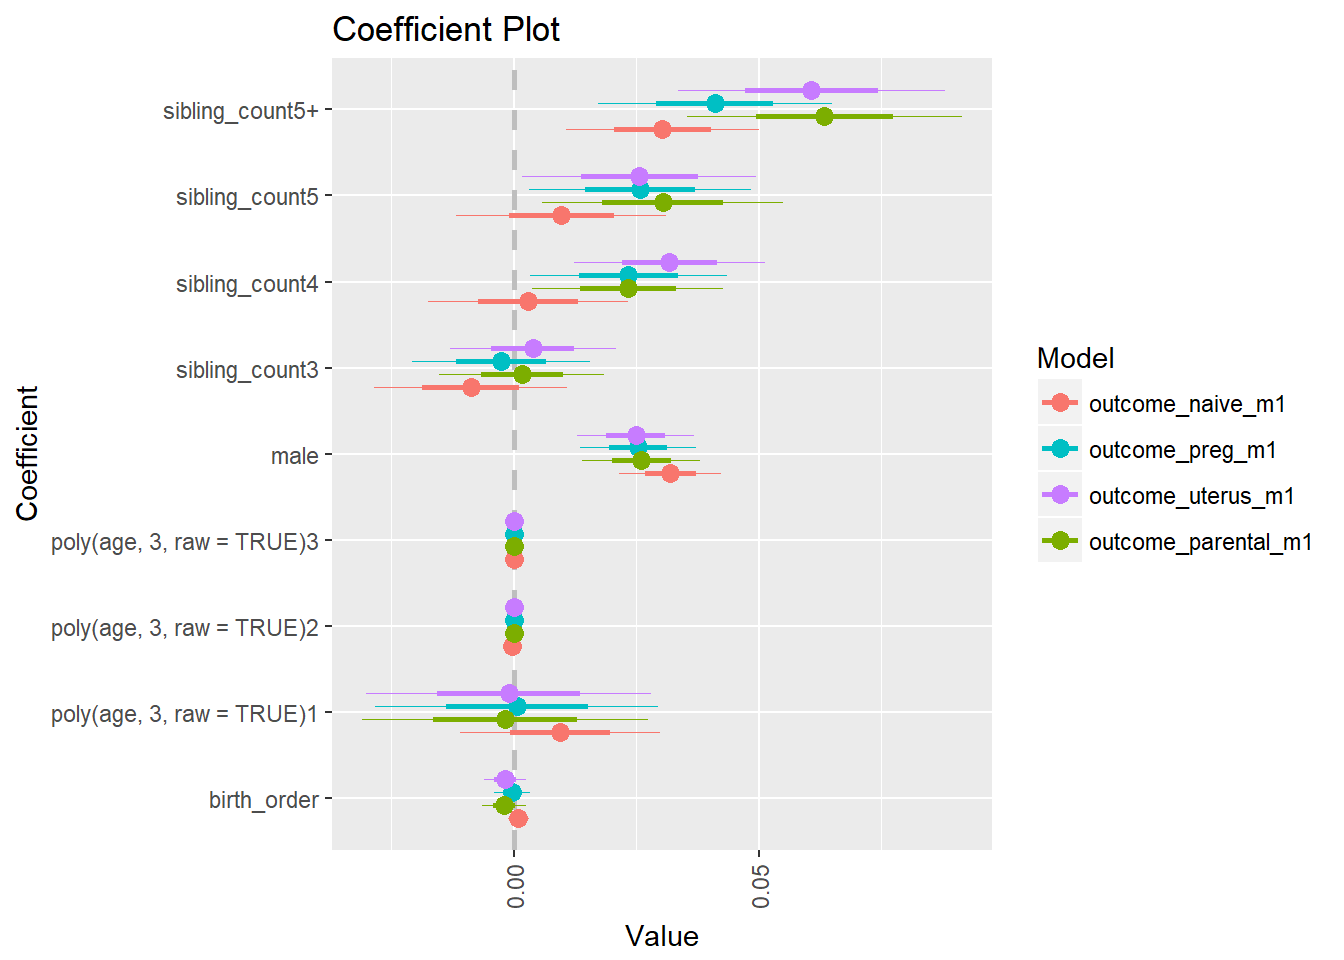 Coefficient Plot
sibling_count5+
sibling_count5
sibling_count4
sibling_count3
male
poly(age, 3, raw = TRUE)3
poly(age, 3, raw = TRUE)2
poly(age, 3, raw = TRUE)1
birth_order
Coefficient
0.00
0.05
Value
Model
outcome_naive_m1
outcome_preg_m1
outcome_uterus_m1
outcome_parental_m1